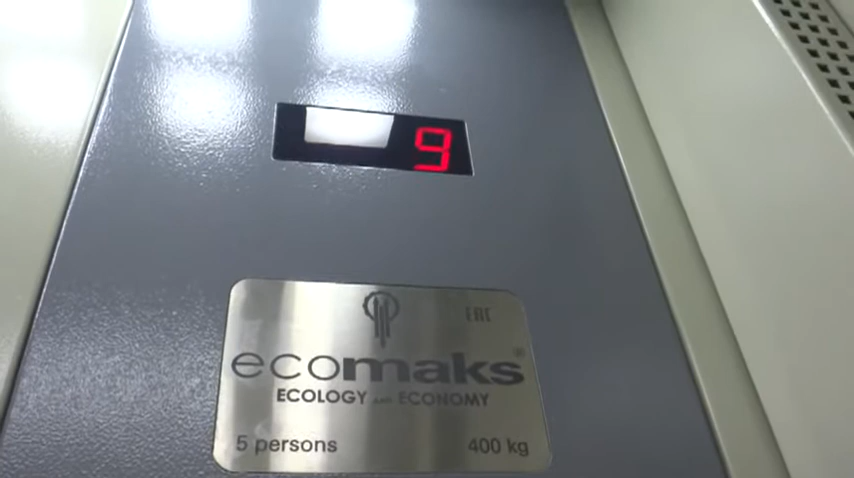 9
EAC
ecomaks®
ECOLOGY AND ECONOMY
5 persons 400 kg